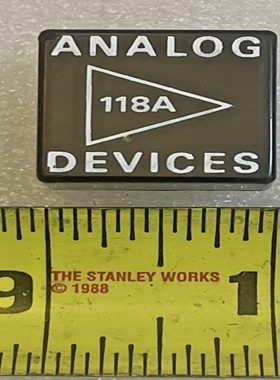 ANALOG
118A
DEVICES
9
THE STANLEY WORKS
© 1988
1